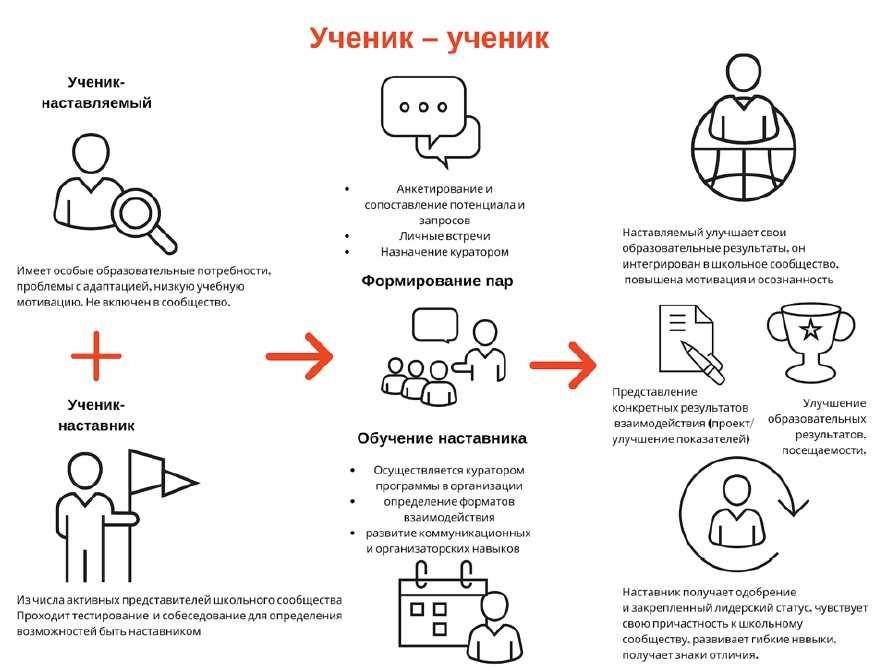 Ученик – ученик
Ученик-
наставляемый
Имеет особые образовательные потребности,
проблемы с адаптацией, низкую учебную
мотивацию. Не включен в сообщество.
Ученик-
наставник
Из числа активных представителей школьного сообщества
Проходит тестирование и собеседование для определения
возможностей быть наставником
• Анкетирование и
сопоставление потенциала и
запросов
• Личные встречи
• Назначение куратором
Формирование пар
Обучение наставника
• Осуществляется куратором
программы в организации
• определение форматов
взаимодействия
• развитие коммуникационных
и организаторских навыков
Наставляемый улучшает свои
образовательные результаты, он
интегрирован в школьное сообщество,
повышена мотивация и осознанность
Представление
конкретных результатов
взаимодействия (проект/
улучшение показателей)
Улучшение
образовательных
результатов,
посещаемости.
Наставник получает одобрение
и закрепленный лидерский статус, чувствует
свою причастность к школьному
сообществу, развивает гибкие нввыки,
получает знаки отличия.